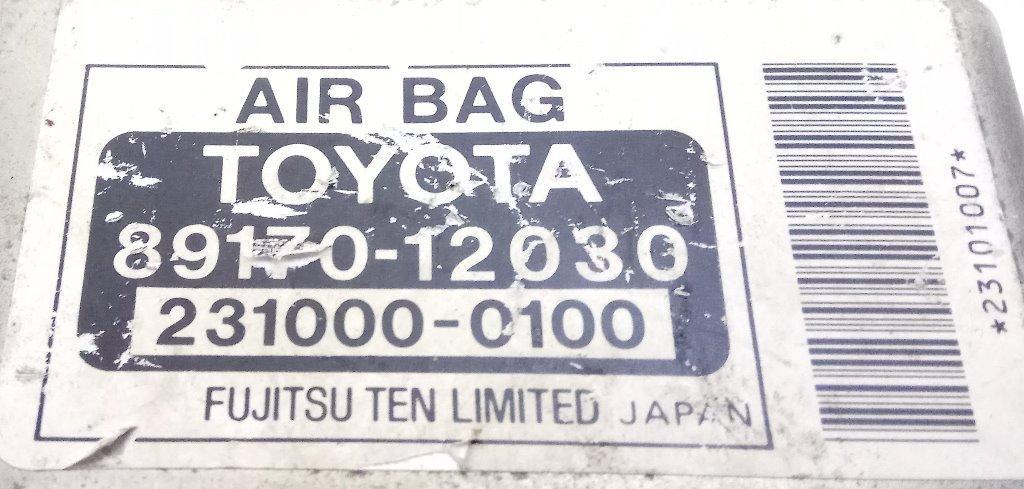 AIR BAG
TOYOTA
89170-12030
231000-0100
FUJITSU TEN LIMITED JAPAN
*23101007*